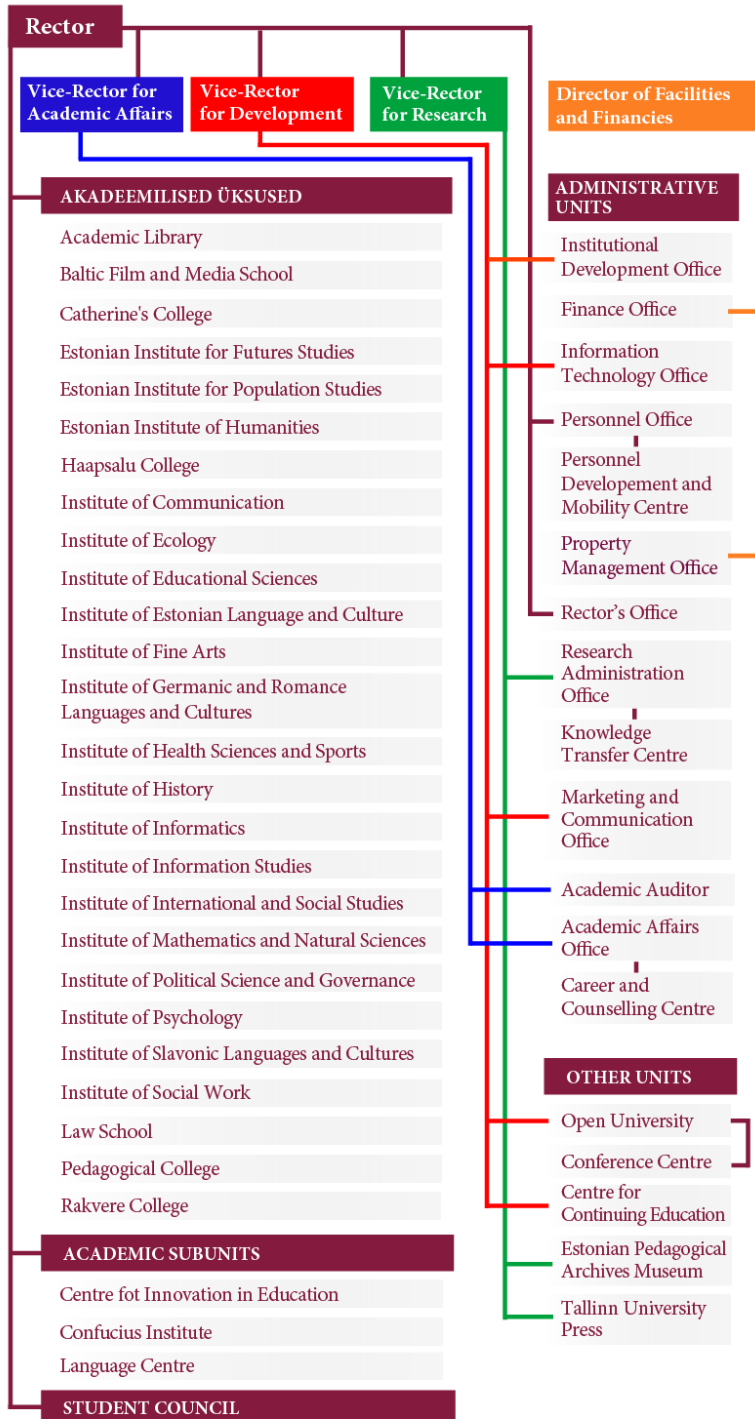 Rector
Vice-Rector for
Academic Affairs
Vice-Rector
for Development
Vice-Rector
for Research
Director of Facilities
and Financies
AKADEEMILISED ÜKSUSED
Academic Library
Baltic Film and Media School
Catherine's College
Estonian Institute for Futures Studies
Estonian Institute for Population Studies
Estonian Institute of Humanities
Haapsalu College
Institute of Communication
Institute of Ecology
Institute of Educational Sciences
Institute of Estonian Language and Culture
Institute of Fine Arts
Institute of Germanic and Romance
Languages and Cultures
Institute of Health Sciences and Sports
Institute of History
Institute of Informatics
Institute of Information Studies
Institute of International and Social Studies
Institute of Mathematics and Natural Sciences
Institute of Political Science and Governance
Institute of Psychology
Institute of Slavonic Languages and Cultures
Institute of Social Work
Law School
Pedagogical College
Rakvere College
ACADEMIC SUBUNITS
Centre fot Innovation in Education
Confucius Institute
Language Centre
STUDENT COUNCIL
ADMINISTRATIVE
UNITS
Institutional
Development Office
Finance Office
Information
Technology Office
Personnel Office
Personnel
Developement and
Mobility Centre
Property
Management Office
Rector's Office
Research
Administration
Office
Knowledge
Transfer Centre
Marketing and
Communication
Office
Academic Auditor
Academic Affairs
Office
Career and
Counselling Centre
OTHER UNITS
Open University
Conference Centre
Centre for
Continuing Education
Estonian Pedagogical
Archives Museum
Tallinn University
Press